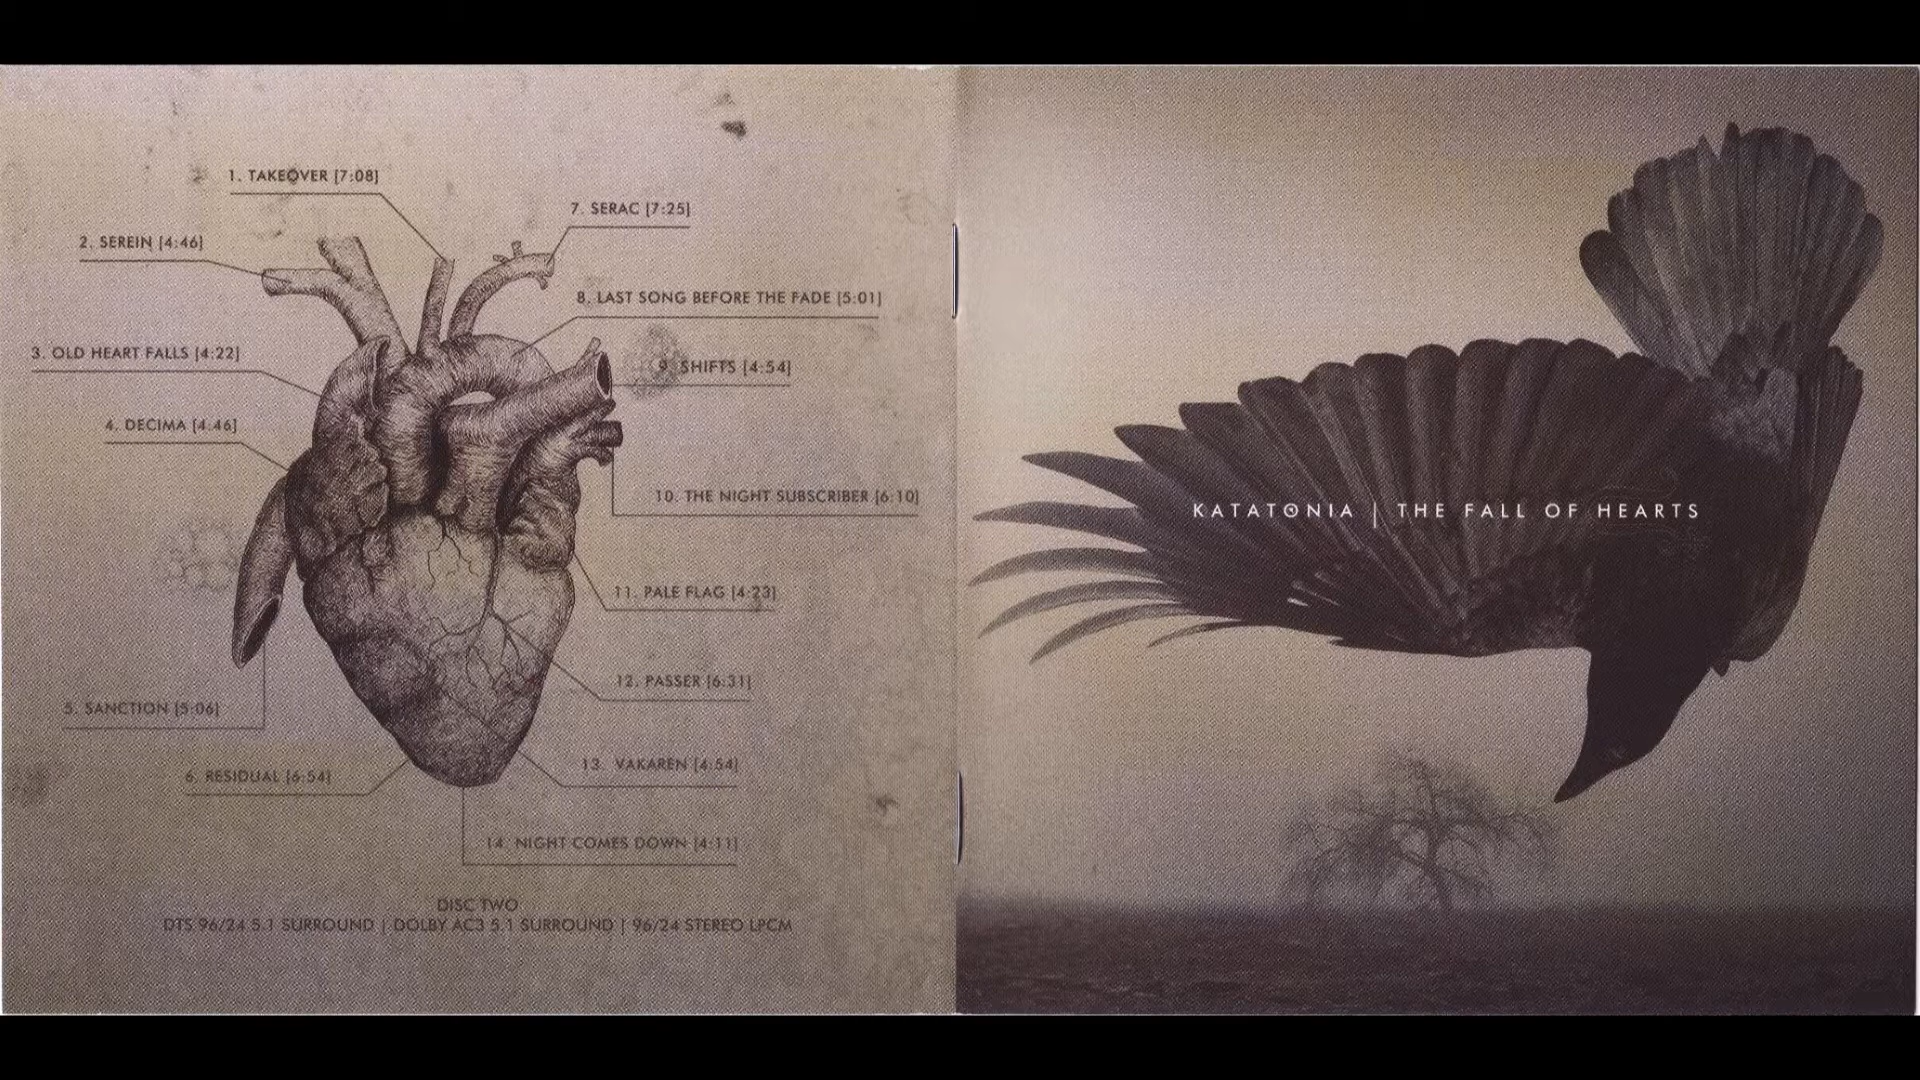 1. TAKEOVER [7:08]
2. SEREIN [4:46]
3. OLD HEART FALLS [4:22]
4. DECIMA [4:46]
5. SANCTION [5:06]
6. RESIDUAL [6:54]
7. SERAC [7:25]
8. LAST SONG BEFORE THE FADE [5:01]
9. SHIFTS [4:54]
10. THE NIGHT SUBSCRIBER [6:10]
11. PALE FLAG [4:23]
12. PASSER [6:31]
13. VAKAREN [4:54]
14. NIGHT COMES DOWN [4:11]
DISC TWO
DTS 96/24 5.1 SURROUND | DOLBY AC3 5.1 SURROUND | 96/24 STEREO LPCM
KATATONIA | THE FALL OF HEARTS